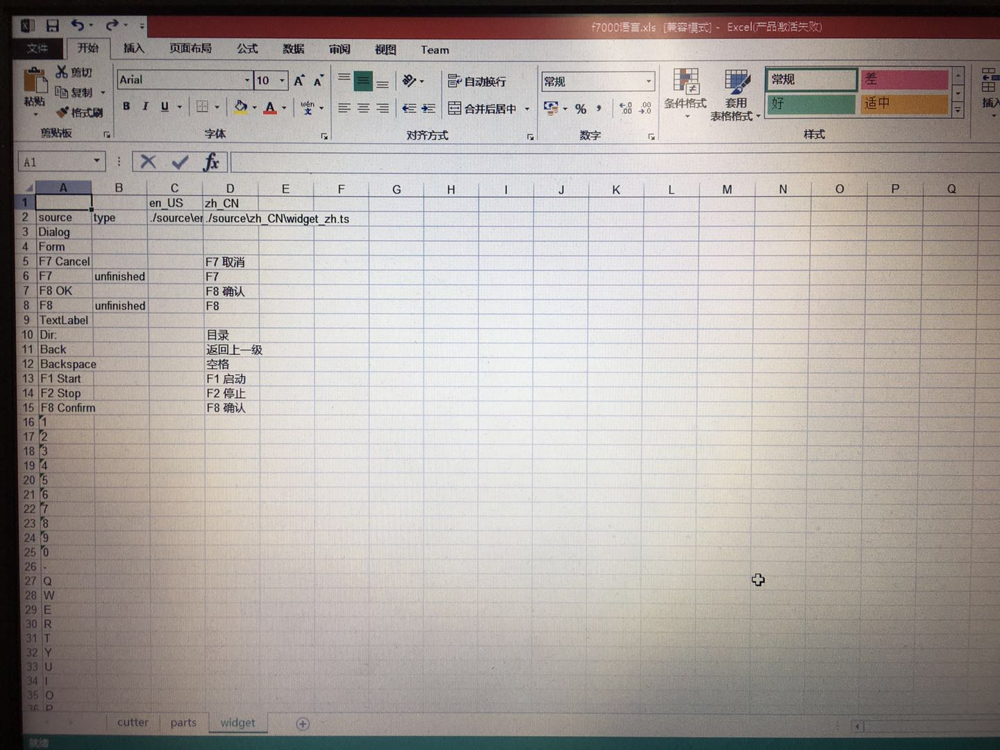 f7000语言.xls [兼容模式] - Excel(产品激活失败)
文件 开始 插入 页面布局 公式 数据 审阅 视图 Team
粘贴 剪切 复制 格式刷 剪贴板
Arial 10 B I U A wén 文 字体
自动换行 合并后居中 对齐方式
常规 % 数字
条件格式 套用 表格格式
常规 差 好 适中 样式
插入
A1 fx
A B C D E F G H I J K L M N O P Q
1 en_US zh_CN
2 source type ./source\er ./source\zh_CN\widget_zh.ts
3 Dialog
4 Form
5 F7 Cancel F7 取消
6 F7 unfinished F7
7 F8 OK F8 确认
8 F8 unfinished F8
9 TextLabel
10 Dir: 目录
11 Back 返回上一级
12 Backspace 空格
13 F1 Start F1 启动
14 F2 Stop F2 停止
15 F8 Confirm F8 确认
16 1
17 2
18 3
19 4
20 5
21 6
22 7
23 8
24 9
25 0
26 -
27 Q
28 W
29 E
30 R
31 T
32 Y
33 U
34 I
35 O
36 P
cutter parts widget
就绪